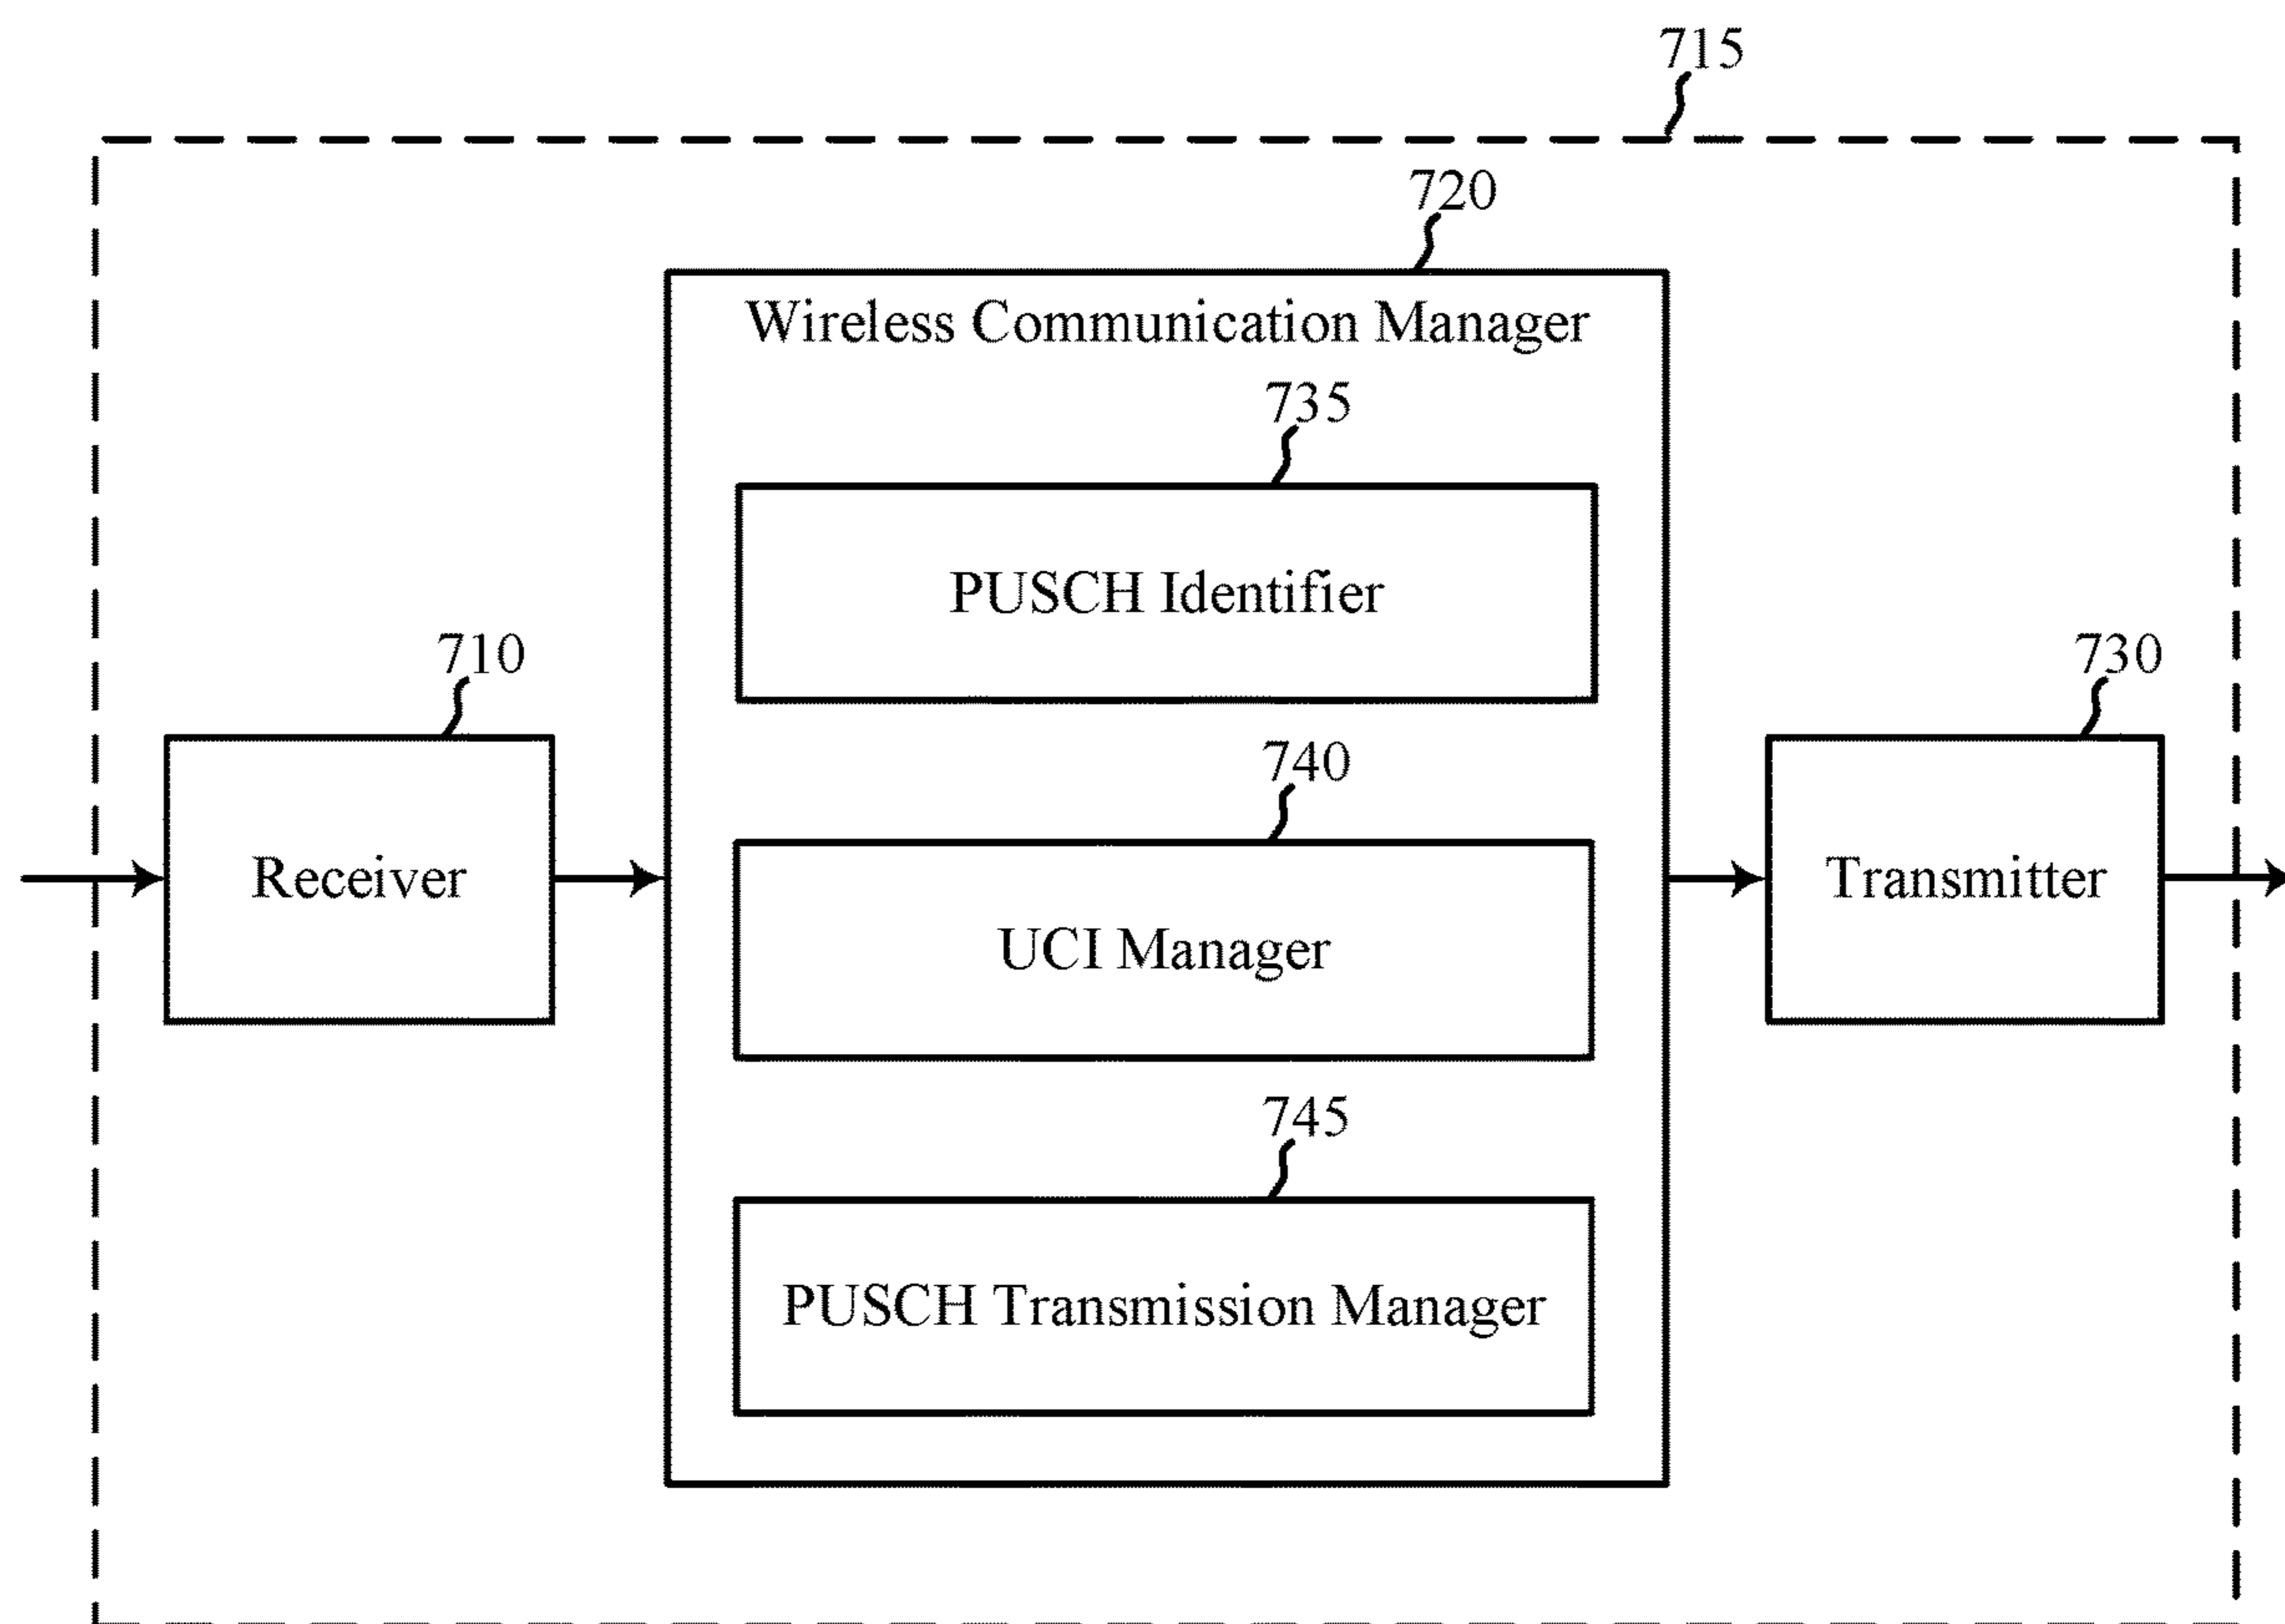 715
720
Wireless Communication Manager
735
PUSCH Identifier
710
730
740
Receiver
Transmitter
UCI Manager
745
PUSCH Transmission Manager